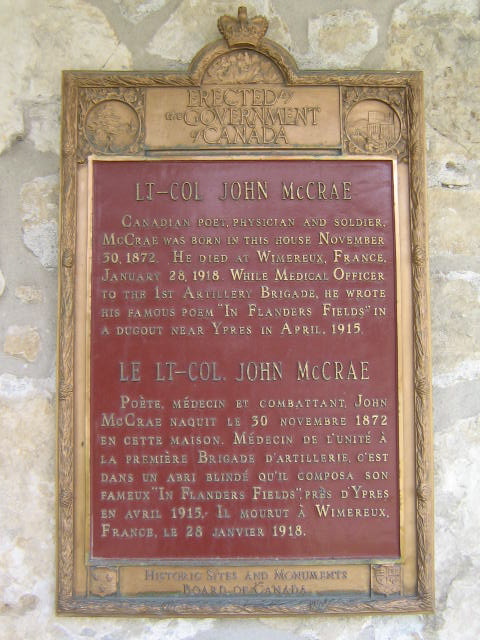 ERECTED by
the GOVERNMENT
of CANADA
LT-COL JOHN McCRAE
CANADIAN POET, PHYSICIAN AND SOLDIER,
McCRAE WAS BORN IN THIS HOUSE NOVEMBER
30, 1872. HE DIED AT WIMEREUX, FRANCE,
JANUARY 28, 1918. WHILE MEDICAL OFFICER
TO THE 1ST ARTILLERY BRIGADE, HE WROTE
HIS FAMOUS POEM "IN FLANDERS FIELDS" IN
A DUGOUT NEAR YPRES IN APRIL, 1915.
LE LT-COL. JOHN McCRAE
POÈTE, MÉDECIN ET COMBATTANT, JOHN
McCRAE NAQUIT LE 30 NOVEMBRE 1872
EN CETTE MAISON. MÉDECIN DE L'UNITÉ À
LA PREMIÈRE BRIGADE D'ARTILLERIE, C'EST
DANS UN ABRI BLINDÉ QU'IL COMPOSA SON
FAMEUX "IN FLANDERS FIELDS", PRÈS D'YPRES
EN AVRIL 1915. IL MOURUT À WIMEREUX,
FRANCE, LE 28 JANVIER 1918.
HISTORIC SITES AND MONUMENTS
BOARD OF CANADA